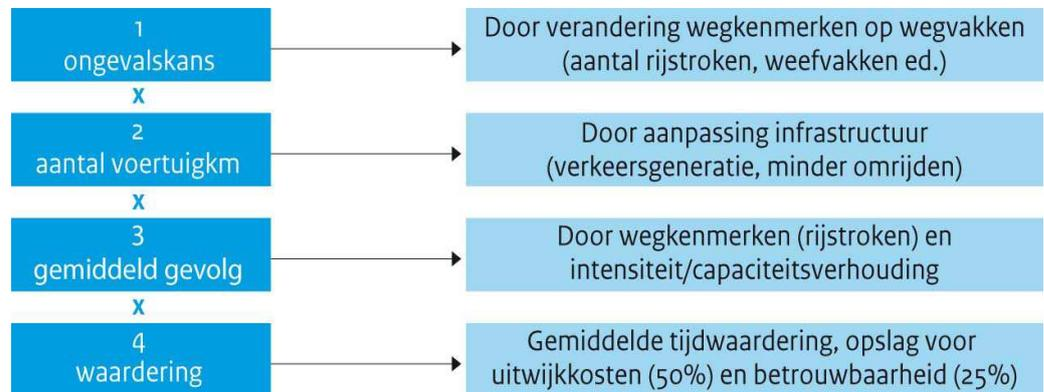 1
ongevalskans
Door verandering wegkenmerken op wegvakken
(aantal rijstroken, weefvakken ed.)
x
2
aantal voertuigkm
Door aanpassing infrastructuur
(verkeersgeneratie, minder omrijden)
x
3
gemiddeld gevolg
Door wegkenmerken (rijstroken) en
intensiteit/capaciteitsverhouding
x
4
waardering
Gemiddelde tijdwaardering, opslag voor
uitwijkkosten (50%) en betrouwbaarheid (25%)